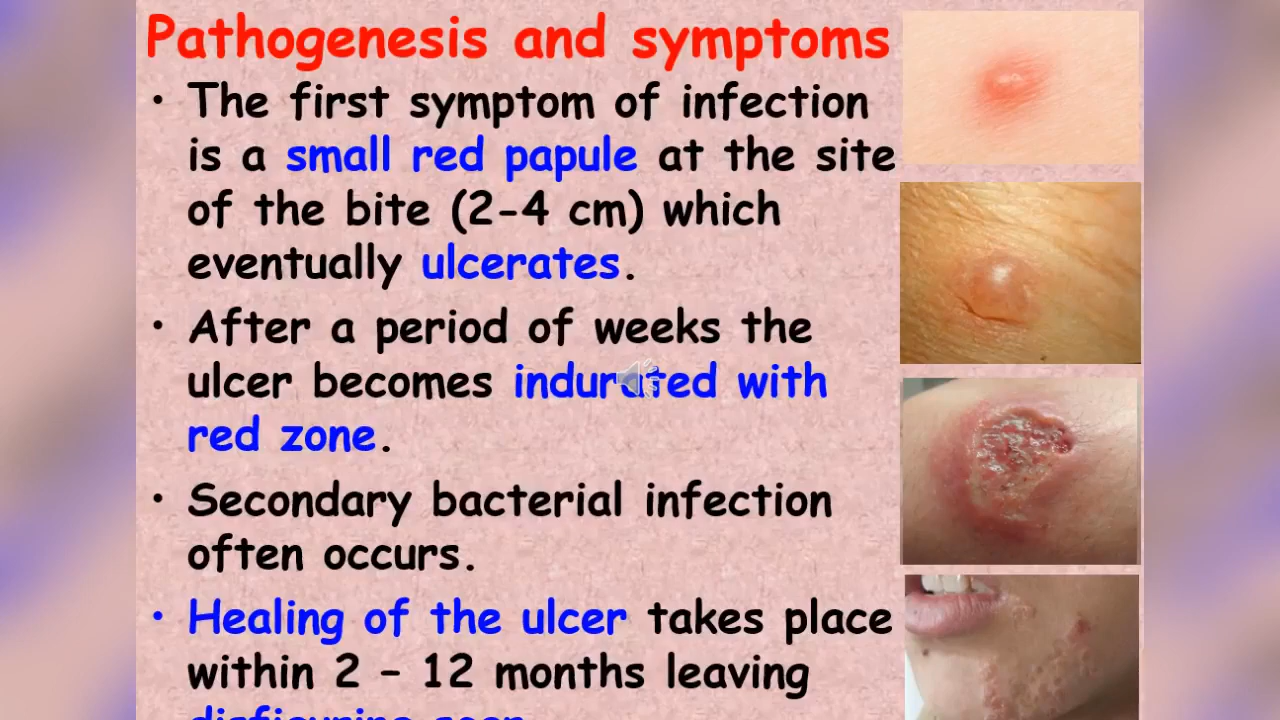 Pathogenesis and symptoms
• The first symptom of infection
is a small red papule at the site
of the bite (2-4 cm) which
eventually ulcerates.
• After a period of weeks the
ulcer becomes indurated with
red zone.
• Secondary bacterial infection
often occurs.
• Healing of the ulcer takes place
within 2 – 12 months leaving